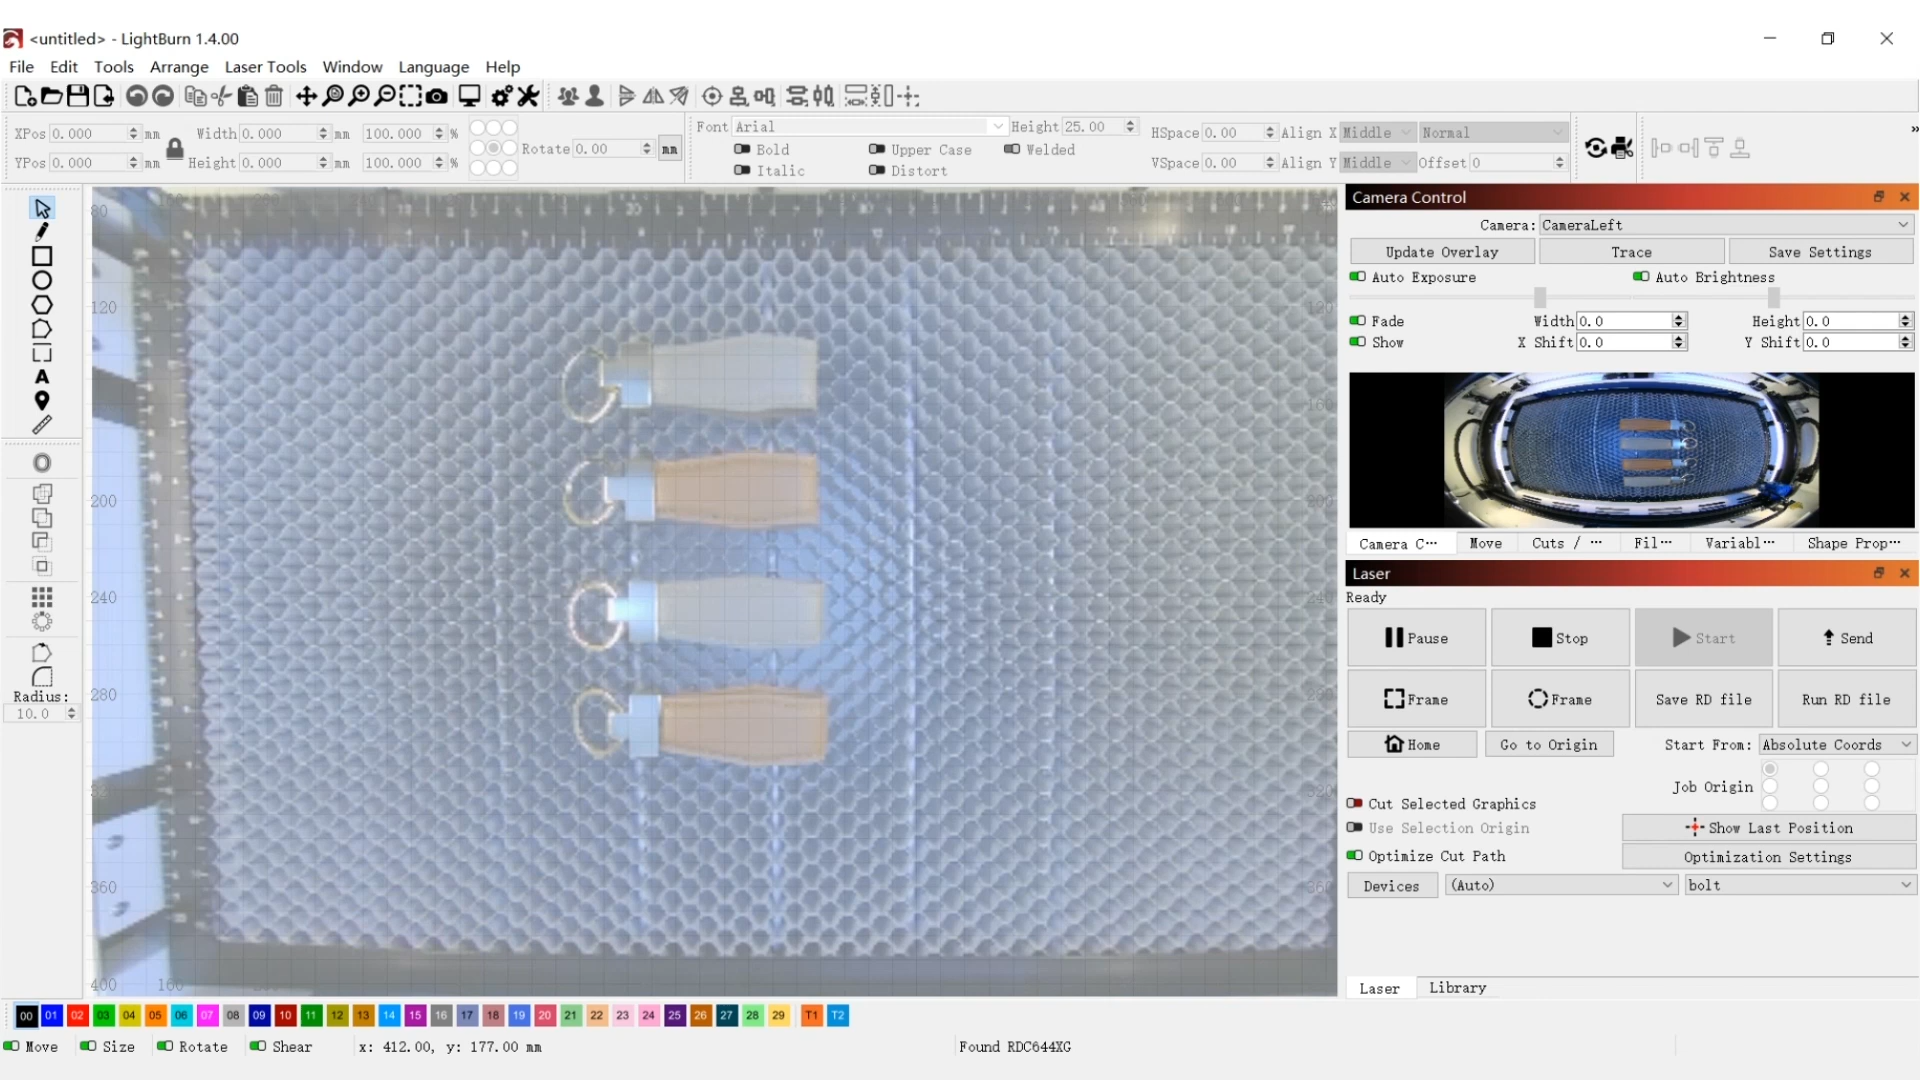 <untitled> - LightBurn 1.4.00
File Edit Tools Arrange Laser Tools Window Language Help
XPos 0.000 mm Width 0.000 mm 100.000 %
YPos 0.000 mm Height 0.000 mm 100.000 %
Rotate 0.00 mm
Font Arial Height 25.00
Bold Upper Case Welded
Italic Distort
HSpace 0.00 Align X Middle Normal
VSpace 0.00 Align Y Middle Offset 0
»
Radius:
10.0
80
120
160
200
240
280
360
400
160
120
200
240
Camera Control
Camera: CameraLeft
Update Overlay Trace Save Settings
Auto Exposure Auto Brightness
Fade Width 0.0 Height 0.0
Show X Shift 0.0 Y Shift 0.0
Camera C··· Move Cuts / ··· Fil··· Variabl··· Shape Prop···
Laser
Ready
Pause Stop Start Send
Frame Frame Save RD file Run RD file
Home Go to Origin Start From: Absolute Coords
Job Origin
Cut Selected Graphics
Use Selection Origin Show Last Position
Optimize Cut Path Optimization Settings
Devices (Auto) bolt
Laser Library
00 01 02 03 04 05 06 07 08 09 10 11 12 13 14 15 16 17 18 19 20 21 22 23 24 25 26 27 28 29 T1 T2
Move Size Rotate Shear x: 412.00, y: 177.00 mm Found RDC644XG